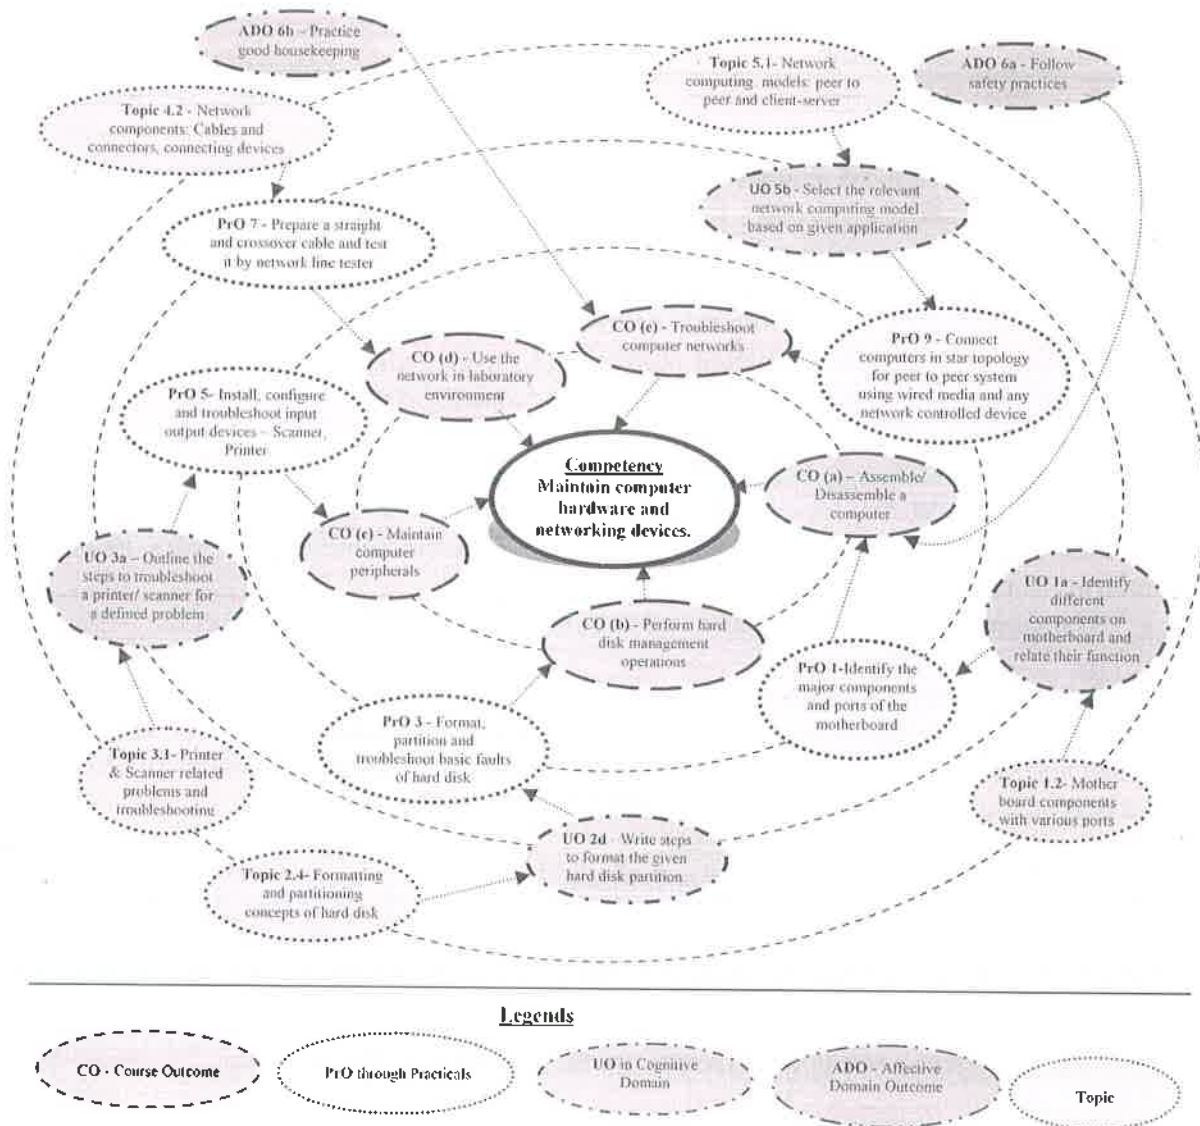 ADO 6b – Practice
good housekeeping
Topic 5.1- Network
computing models: peer to
peer and client-server
ADO 6a - Follow
safety practices
Topic 4.2 - Network
components: Cables and
connectors, connecting devices
UO 5b - Select the relevant
network computing model
based on given application
PrO 7 - Prepare a straight
and crossover cable and test
it by network line tester
CO (e) - Troubleshoot
computer networks
PrO 9 - Connect
computers in star topology
for peer to peer system
using wired media and any
network controlled device
CO (d) - Use the
network in laboratory
environment
PrO 5- Install, configure
and troubleshoot input
output devices – Scanner,
Printer
Competency
Maintain computer
hardware and
networking devices.
CO (a) – Assemble/
Disassemble a
computer
CO (c) - Maintain
computer
peripherals
UO 3a – Outline the
steps to troubleshoot
a printer/ scanner for
a defined problem
UO 1a - Identify
different
components on
motherboard and
relate their function
CO (b) - Perform hard
disk management
operations
PrO 1-Identify the
major components
and ports of the
motherboard
PrO 3 - Format,
partition and
troubleshoot basic faults
of hard disk
Topic 3.1- Printer
& Scanner related
problems and
troubleshooting
Topic 1.2- Mother
board components
with various ports
UO 2d - Write steps
to format the given
hard disk partition
Topic 2.4- Formatting
and partitioning
concepts of hard disk
Legends
CO - Course Outcome
PrO through Practicals
UO in Cognitive
Domain
ADO - Affective
Domain Outcome
Topic